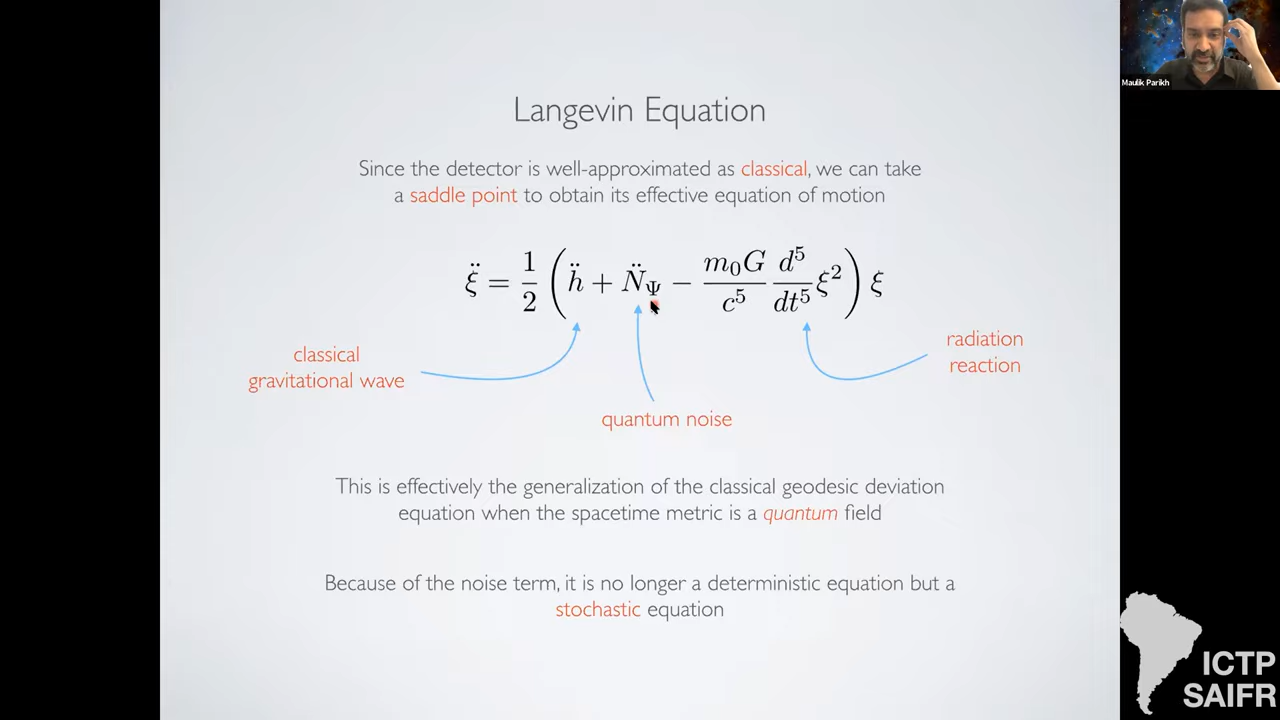 Maulik Parikh
Langevin Equation
Since the detector is well-approximated as classical, we can take
a saddle point to obtain its effective equation of motion
ξ̈ = 1/2 ( ḧ + N̈_Ψ − m₀G/c⁵ d⁵/dt⁵ ξ² ) ξ
classical
gravitational wave
quantum noise
radiation
reaction
This is effectively the generalization of the classical geodesic deviation
equation when the spacetime metric is a quantum field
Because of the noise term, it is no longer a deterministic equation but a
stochastic equation
ICTP
SAIFR